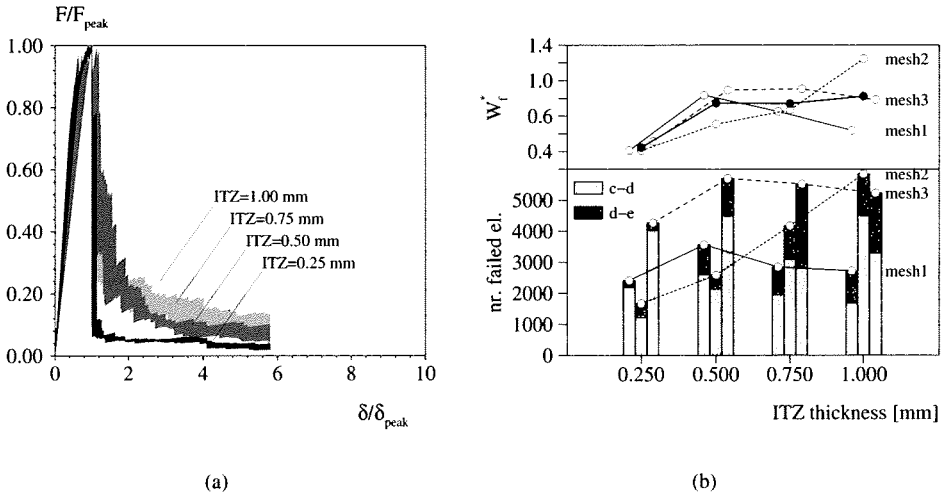 F/F_peak
1.00
0.80
0.60
0.40
0.20
0.00
0 2 4 6 8 10
δ/δ_peak
ITZ=1.00 mm
ITZ=0.75 mm
ITZ=0.50 mm
ITZ=0.25 mm
(a)
W_f^*
1.4
1.0
0.8
0.4
mesh2
mesh3
mesh1
nr. failed el.
5000
4000
3000
2000
1000
0
c-d
d-e
mesh2
mesh3
mesh1
0.250 0.500 0.750 1.000
ITZ thickness [mm]
(b)